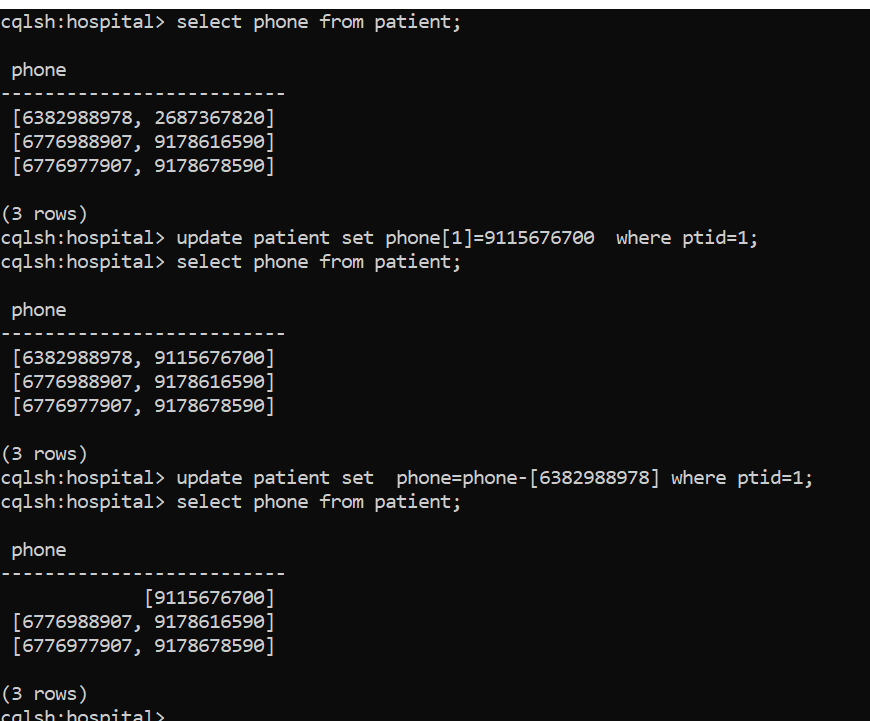 cqlsh:hospital> select phone from patient;
phone
--------------------------
[6382988978, 2687367820]
[6776988907, 9178616590]
[6776977907, 9178678590]
(3 rows)
cqlsh:hospital> update patient set phone[1]=9115676700  where ptid=1;
cqlsh:hospital> select phone from patient;
phone
--------------------------
[6382988978, 9115676700]
[6776988907, 9178616590]
[6776977907, 9178678590]
(3 rows)
cqlsh:hospital> update patient set  phone=phone-[6382988978] where ptid=1;
cqlsh:hospital> select phone from patient;
phone
--------------------------
[9115676700]
[6776988907, 9178616590]
[6776977907, 9178678590]
(3 rows)
cqlsh:hospital>